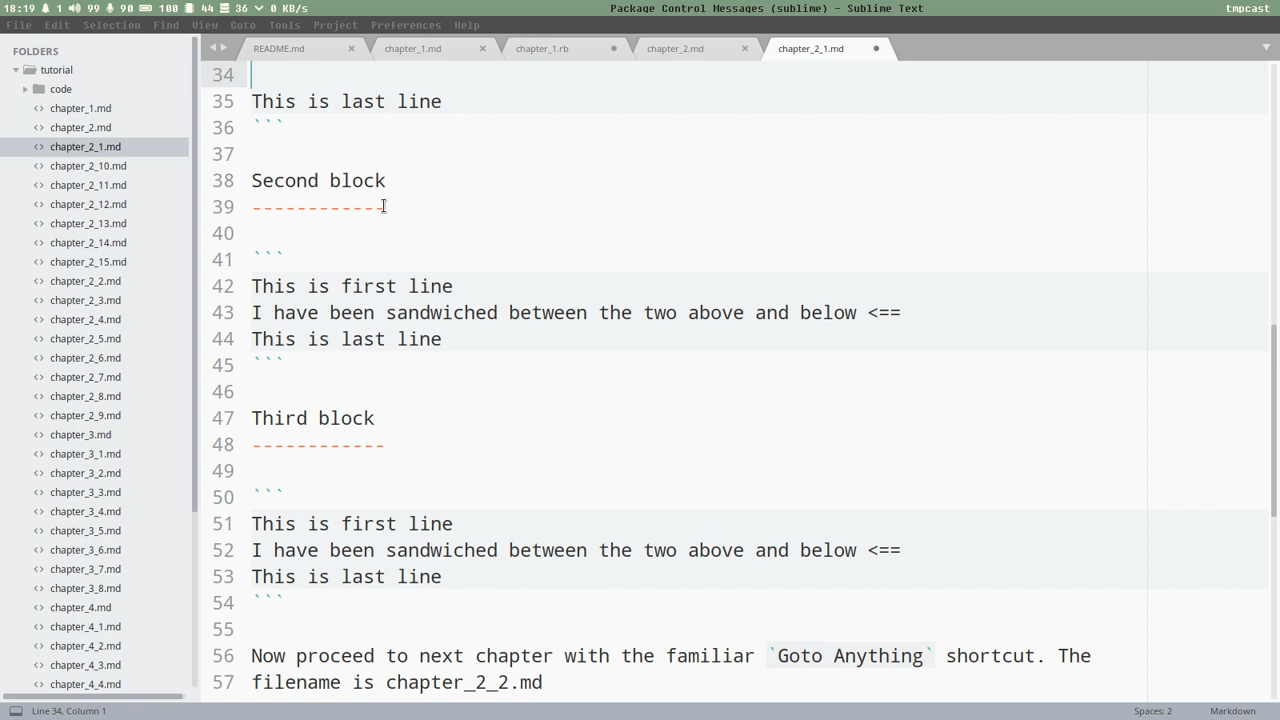 18:19 1 99 90 100 44 36 0 KB/s Package Control Messages (sublime) - Sublime Text tmpcast
File Edit Selection Find View Goto Tools Project Preferences Help
FOLDERS
tutorial
code
chapter_1.md
chapter_2.md
chapter_2_1.md
chapter_2_10.md
chapter_2_11.md
chapter_2_12.md
chapter_2_13.md
chapter_2_14.md
chapter_2_15.md
chapter_2_2.md
chapter_2_3.md
chapter_2_4.md
chapter_2_5.md
chapter_2_6.md
chapter_2_7.md
chapter_2_8.md
chapter_2_9.md
chapter_3.md
chapter_3_1.md
chapter_3_2.md
chapter_3_3.md
chapter_3_4.md
chapter_3_5.md
chapter_3_6.md
chapter_3_7.md
chapter_3_8.md
chapter_4.md
chapter_4_1.md
chapter_4_2.md
chapter_4_3.md
chapter_4_4.md
README.md chapter_1.md chapter_1.rb chapter_2.md chapter_2_1.md
34
35 This is last line
36 ```
37
38 Second block
39 ------------
40
41 ```
42 This is first line
43 I have been sandwiched between the two above and below <==
44 This is last line
45 ```
46
47 Third block
48 ------------
49
50 ```
51 This is first line
52 I have been sandwiched between the two above and below <==
53 This is last line
54 ```
55
56 Now proceed to next chapter with the familiar `Goto Anything` shortcut. The
57 filename is chapter_2_2.md
Line 34, Column 1 Spaces: 2 Markdown